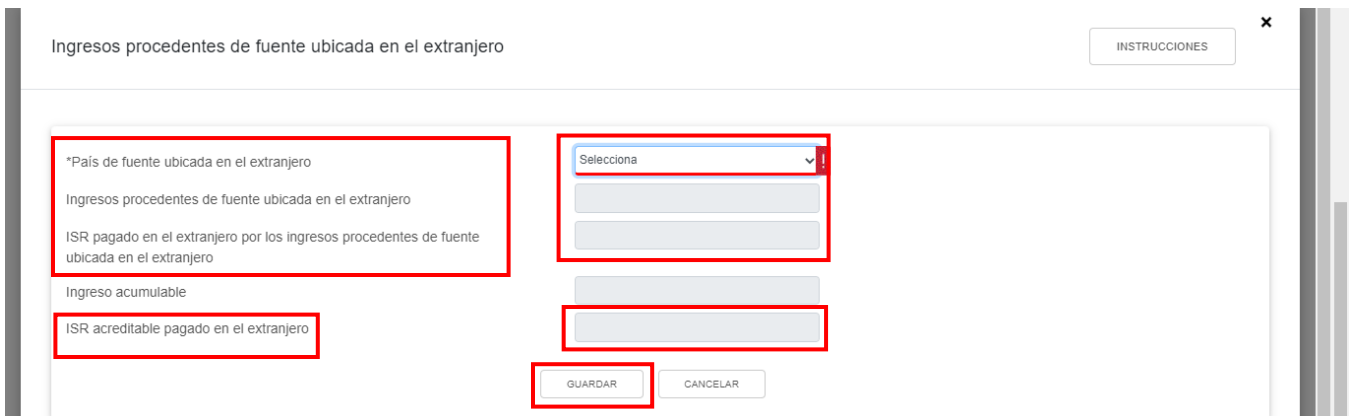 Ingresos procedentes de fuente ubicada en el extranjero
INSTRUCCIONES
×
*País de fuente ubicada en el extranjero
Selecciona
!
Ingresos procedentes de fuente ubicada en el extranjero
ISR pagado en el extranjero por los ingresos procedentes de fuente
ubicada en el extranjero
Ingreso acumulable
ISR acreditable pagado en el extranjero
GUARDAR
CANCELAR